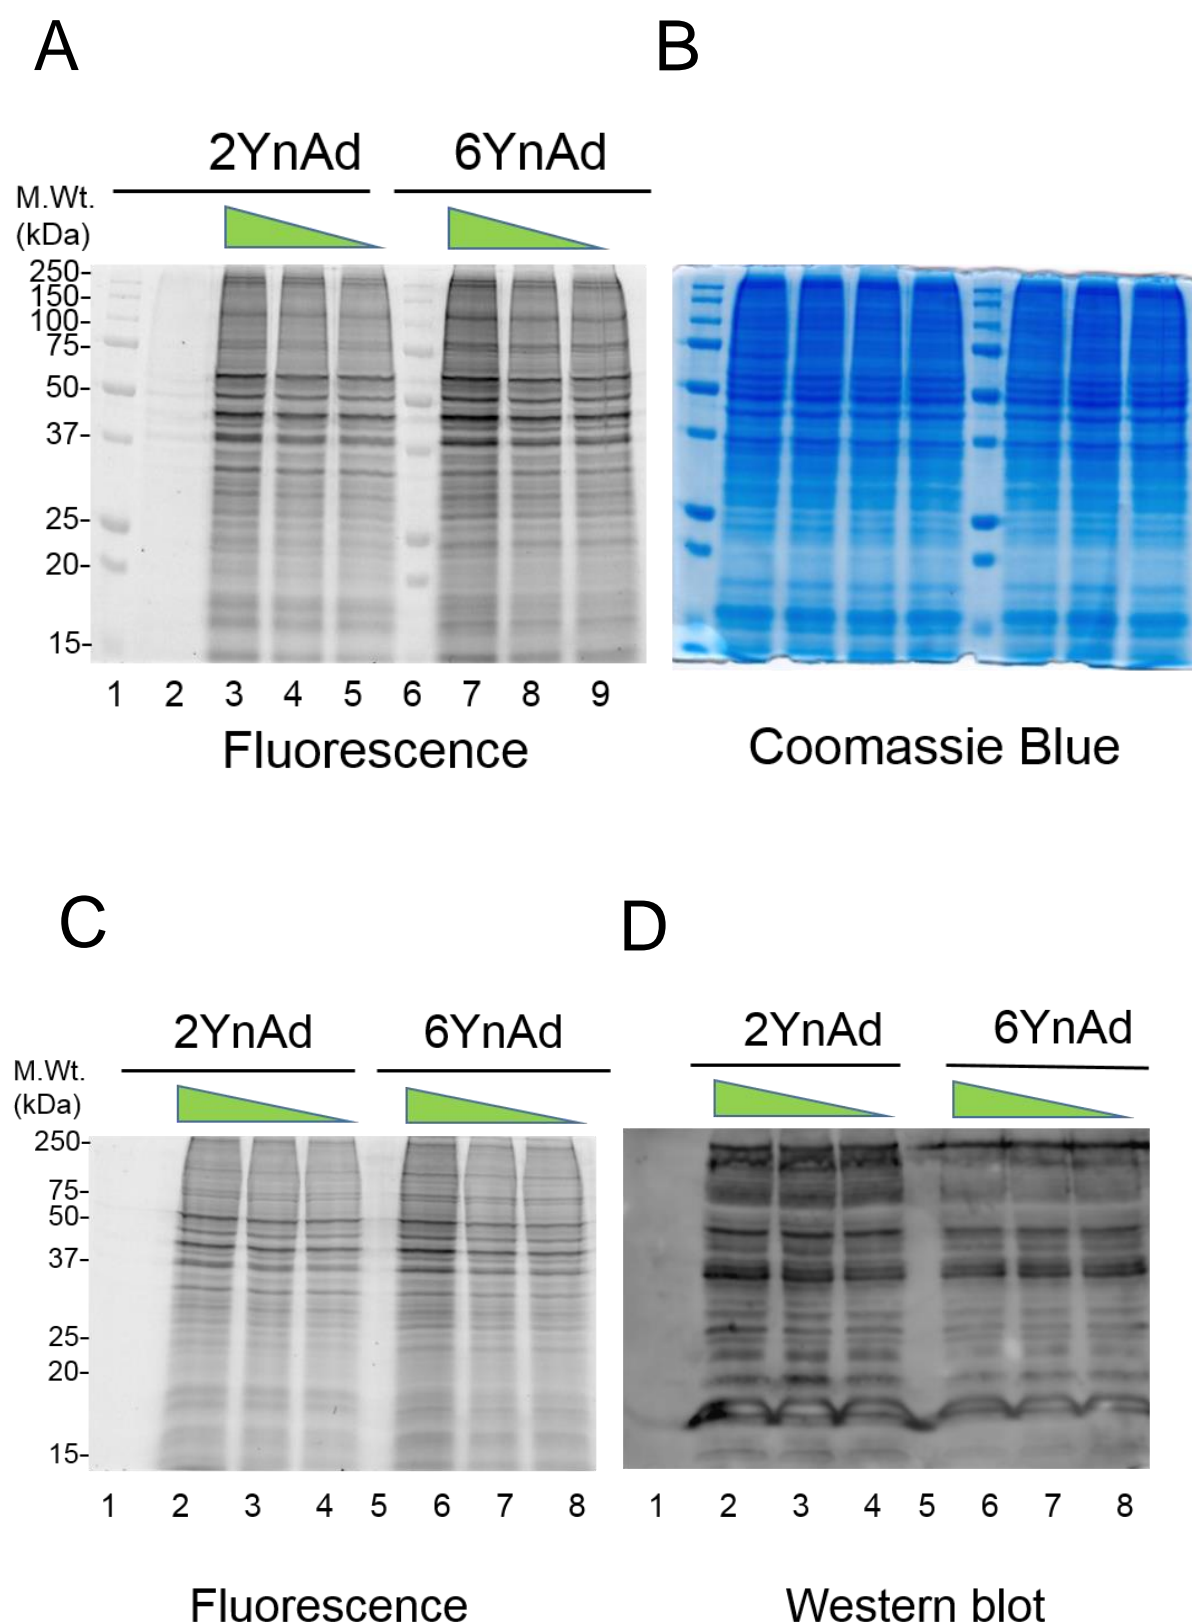 A
B
2YnAd
6YnAd
M.Wt.
(kDa)
250-
150-
100-
75-
50-
37-
25-
20-
15-
1 2 3 4 5 6 7 8 9
Fluorescence
Coomassie Blue
C
D
2YnAd
6YnAd
2YnAd
6YnAd
M.Wt.
(kDa)
250-
75-
50-
37-
25-
20-
15-
1 2 3 4 5 6 7 8
1 2 3 4 5 6 7 8
Fluorescence
Western blot